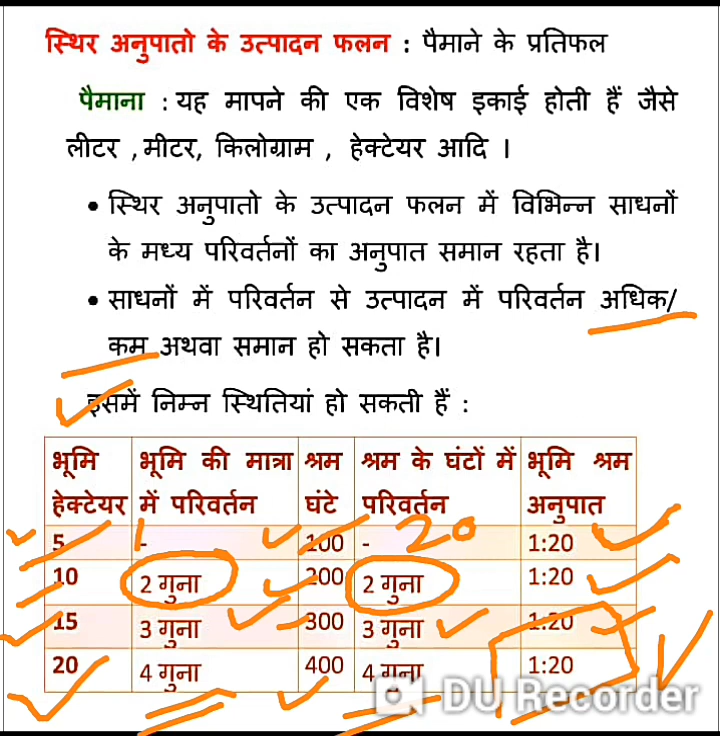 स्थिर अनुपातो के उत्पादन फलन : पैमाने के प्रतिफल
पैमाना : यह मापने की एक विशेष इकाई होती हैं जैसे
लीटर ,मीटर, किलोग्राम , हेक्टेयर आदि ।
• स्थिर अनुपातो के उत्पादन फलन में विभिन्न साधनों
के मध्य परिवर्तनों का अनुपात समान रहता है।
• साधनों में परिवर्तन से उत्पादन में परिवर्तन अधिक/
कम अथवा समान हो सकता है।
इसमें निम्न स्थितियां हो सकती हैं :
भूमि भूमि की मात्रा श्रम श्रम के घंटों में भूमि श्रम
हेक्टेयर में परिवर्तन घंटे परिवर्तन अनुपात
5 - 1 100 - 20 1:20
10 2 गुना 200 2 गुना 1:20
15 3 गुना 300 3 गुना 1:20
20 4 गुना 400 4 गुना 1:20
DU Recorder